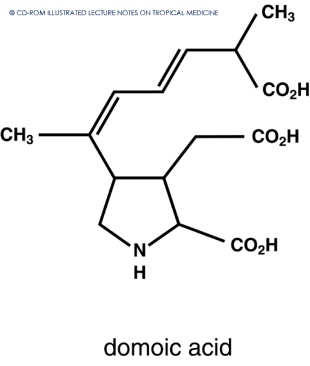 © CD-ROM ILLUSTRATED LECTURE NOTES ON TROPICAL MEDICINE
CH3
CO2H
CH3
CO2H
CO2H
N
H
domoic acid